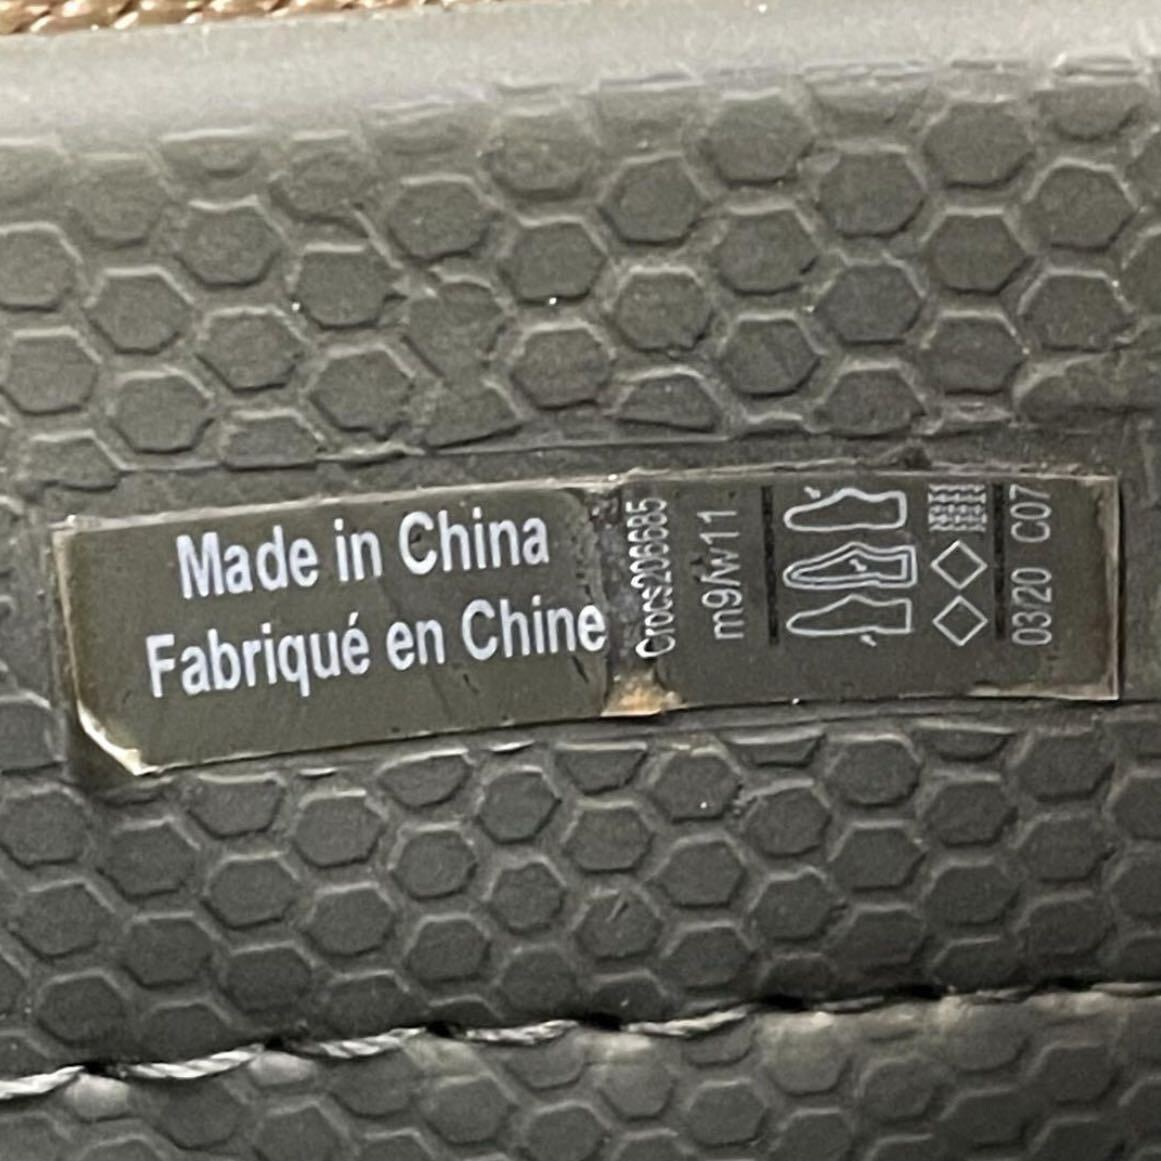 Made in China
Fabriqué en Chine
Crocs206685
m9/w11
03/20 C07